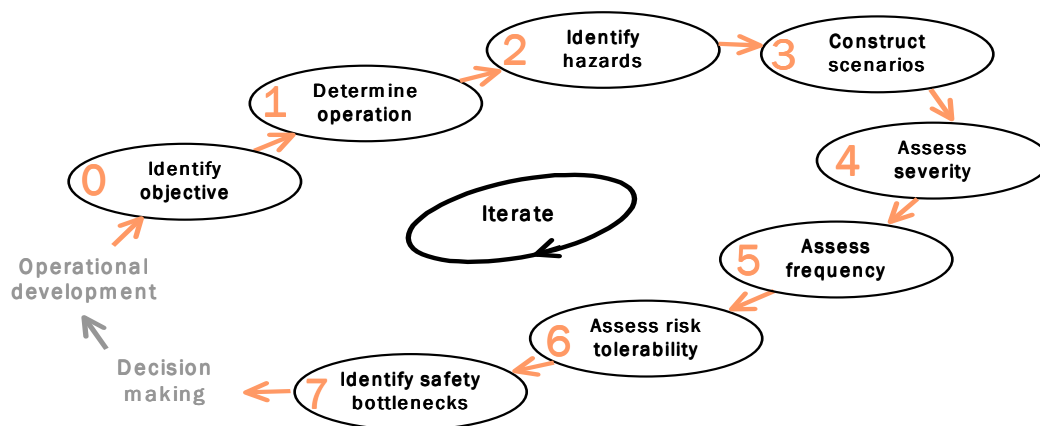 0
Identify
objective
1
Determine
operation
2
Identify
hazards
3
Construct
scenarios
4
Assess
severity
5
Assess
frequency
6
Assess risk
tolerability
7
Identify safety
bottlenecks
Decision
making
Operational
development
Iterate